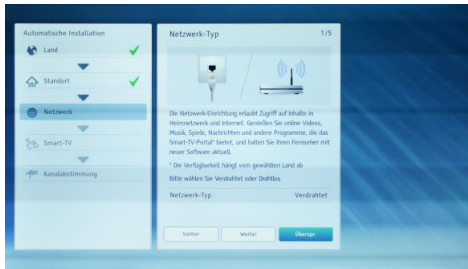 Automatische Installation
Land
Standort
Netzwerk
Smart-TV
Kanalabstimmung
Netzwerk-Typ 1/5
Die Netzwerk-Einrichtung erlaubt Zugriff auf Inhalte in
Heimnetzwerk und Internet. Genießen Sie online Videos,
Musik, Spiele, Nachrichten und andere Programme, die das
Smart-TV-Portal* bietet, und halten Sie Ihren Fernseher mit
neuer Software aktuell.
* Die Verfügbarkeit hängt vom gewählten Land ab
Bitte wählen Sie Verdrahtet oder Drahtlos
Netzwerk-Typ Verdrahtet
Weiter Überspr.